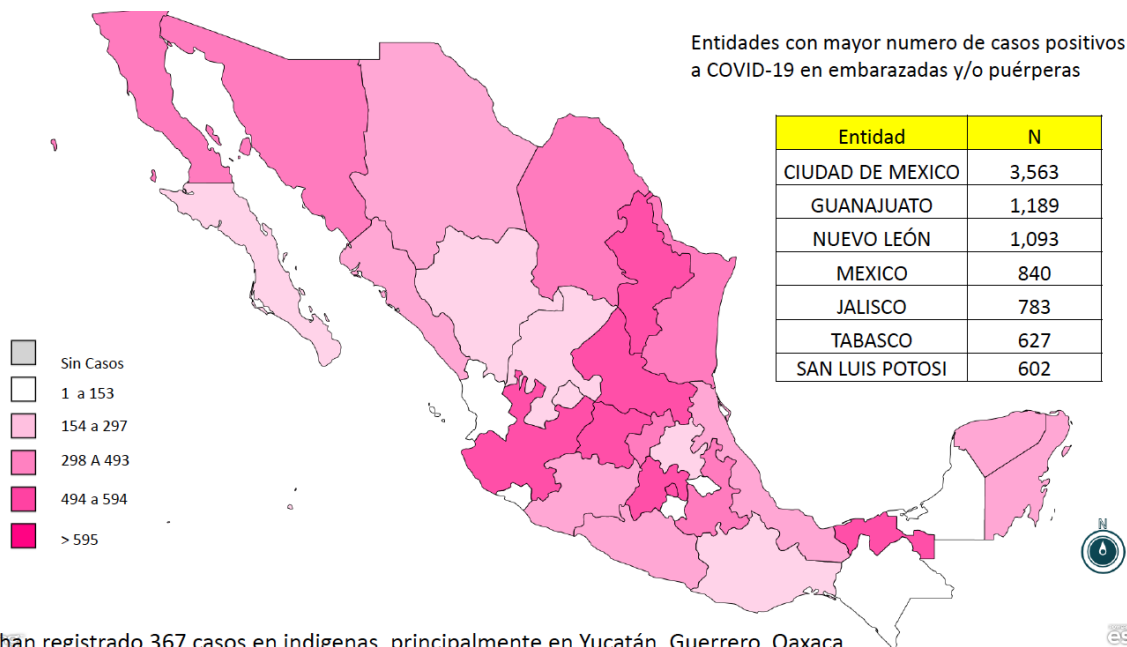 Entidades con mayor numero de casos positivos
a COVID-19 en embarazadas y/o puérperas
Entidad N
CIUDAD DE MEXICO 3,563
GUANAJUATO 1,189
NUEVO LEÓN 1,093
MEXICO 840
JALISCO 783
TABASCO 627
SAN LUIS POTOSI 602
Sin Casos
1 a 153
154 a 297
298 A 493
494 a 594
> 595
N
han registrado 367 casos en indigenas, principalmente en Yucatán, Guerrero, Oaxaca